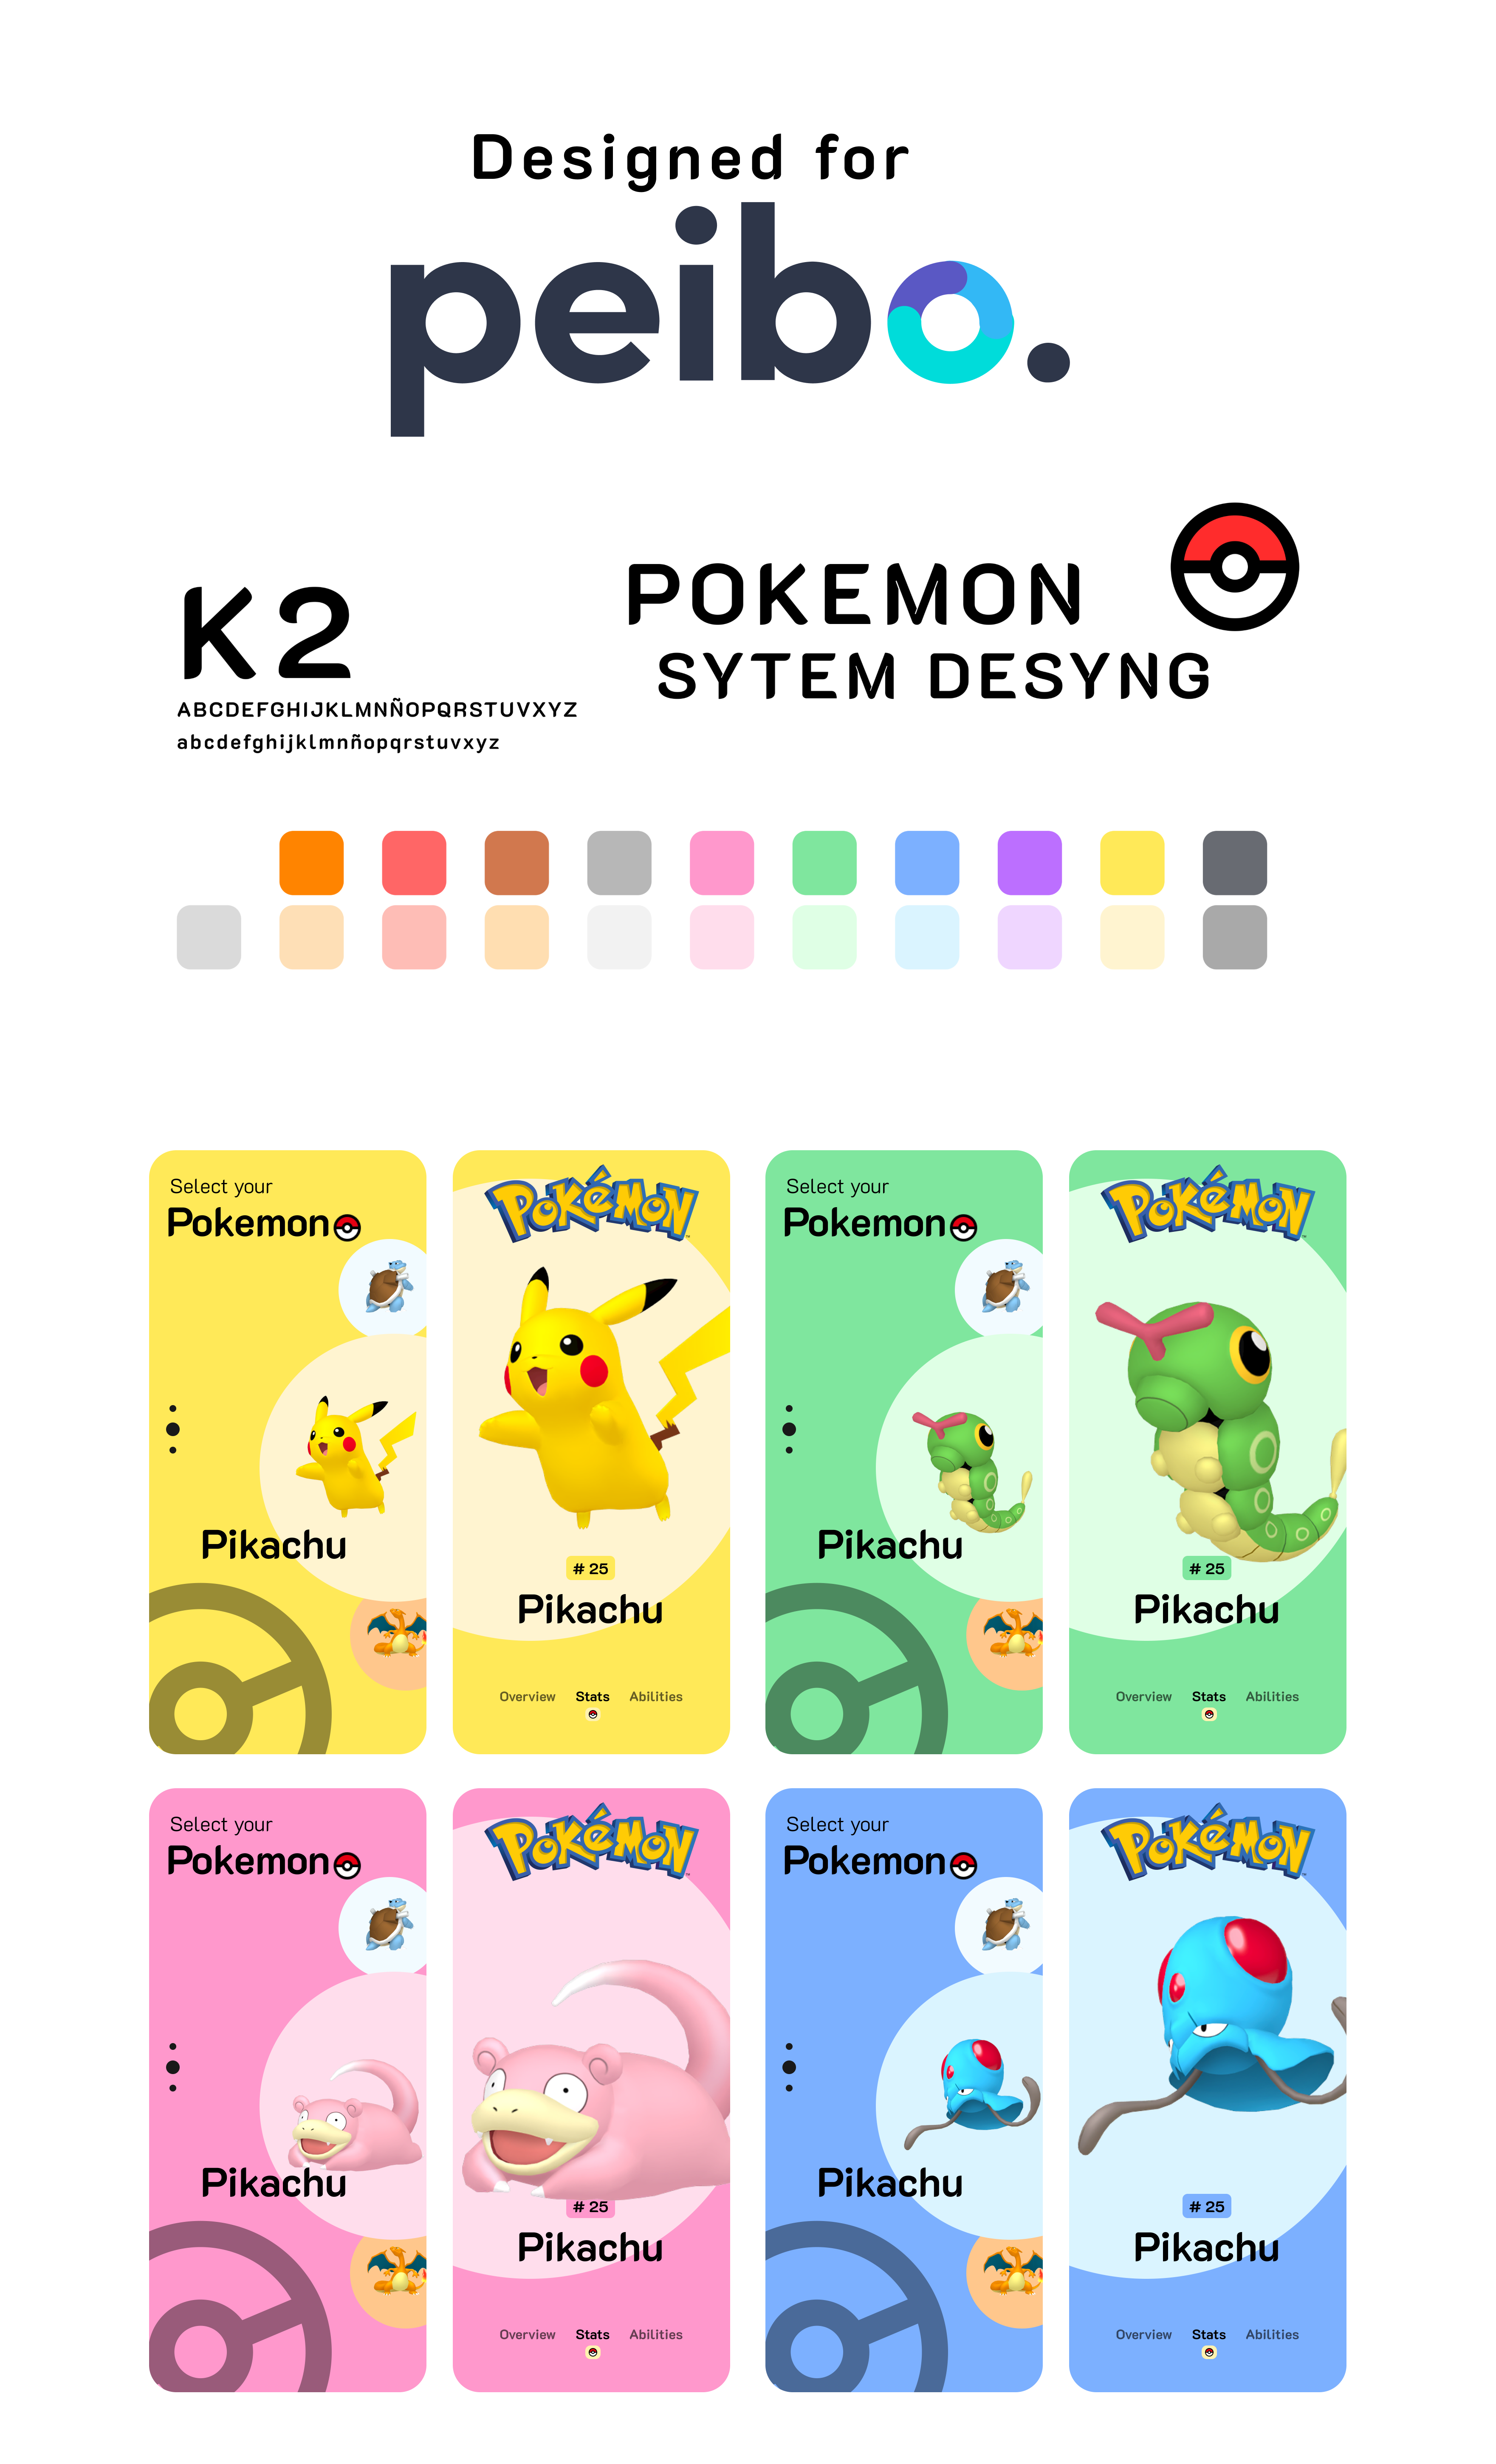 Designed for
peibo.
K2
ABCDEFGHIJKLMNÑOPQRSTUVXYZ
abcdefghijklmnñopqrstuvxyz
POKEMON
SYTEM DESYNG
Select your
Pokemon
Pikachu
POKéMON
# 25
Pikachu
Overview Stats Abilities
Select your
Pokemon
Pikachu
POKéMON
# 25
Pikachu
Overview Stats Abilities
Select your
Pokemon
Pikachu
POKéMON
# 25
Pikachu
Overview Stats Abilities
Select your
Pokemon
Pikachu
POKéMON
# 25
Pikachu
Overview Stats Abilities